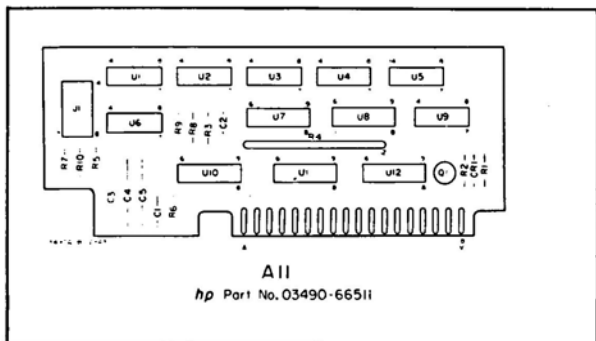 U1 U2 U3 U4 U5
U6 U7 U8 U9
R9 R8 R3 C2
R4
R7 R10 R5
U10 U1 U12 Q1 R2 CR1 R1
C3 C4 C5 C1 R6
A
A11
hp Part No. 03490-66511